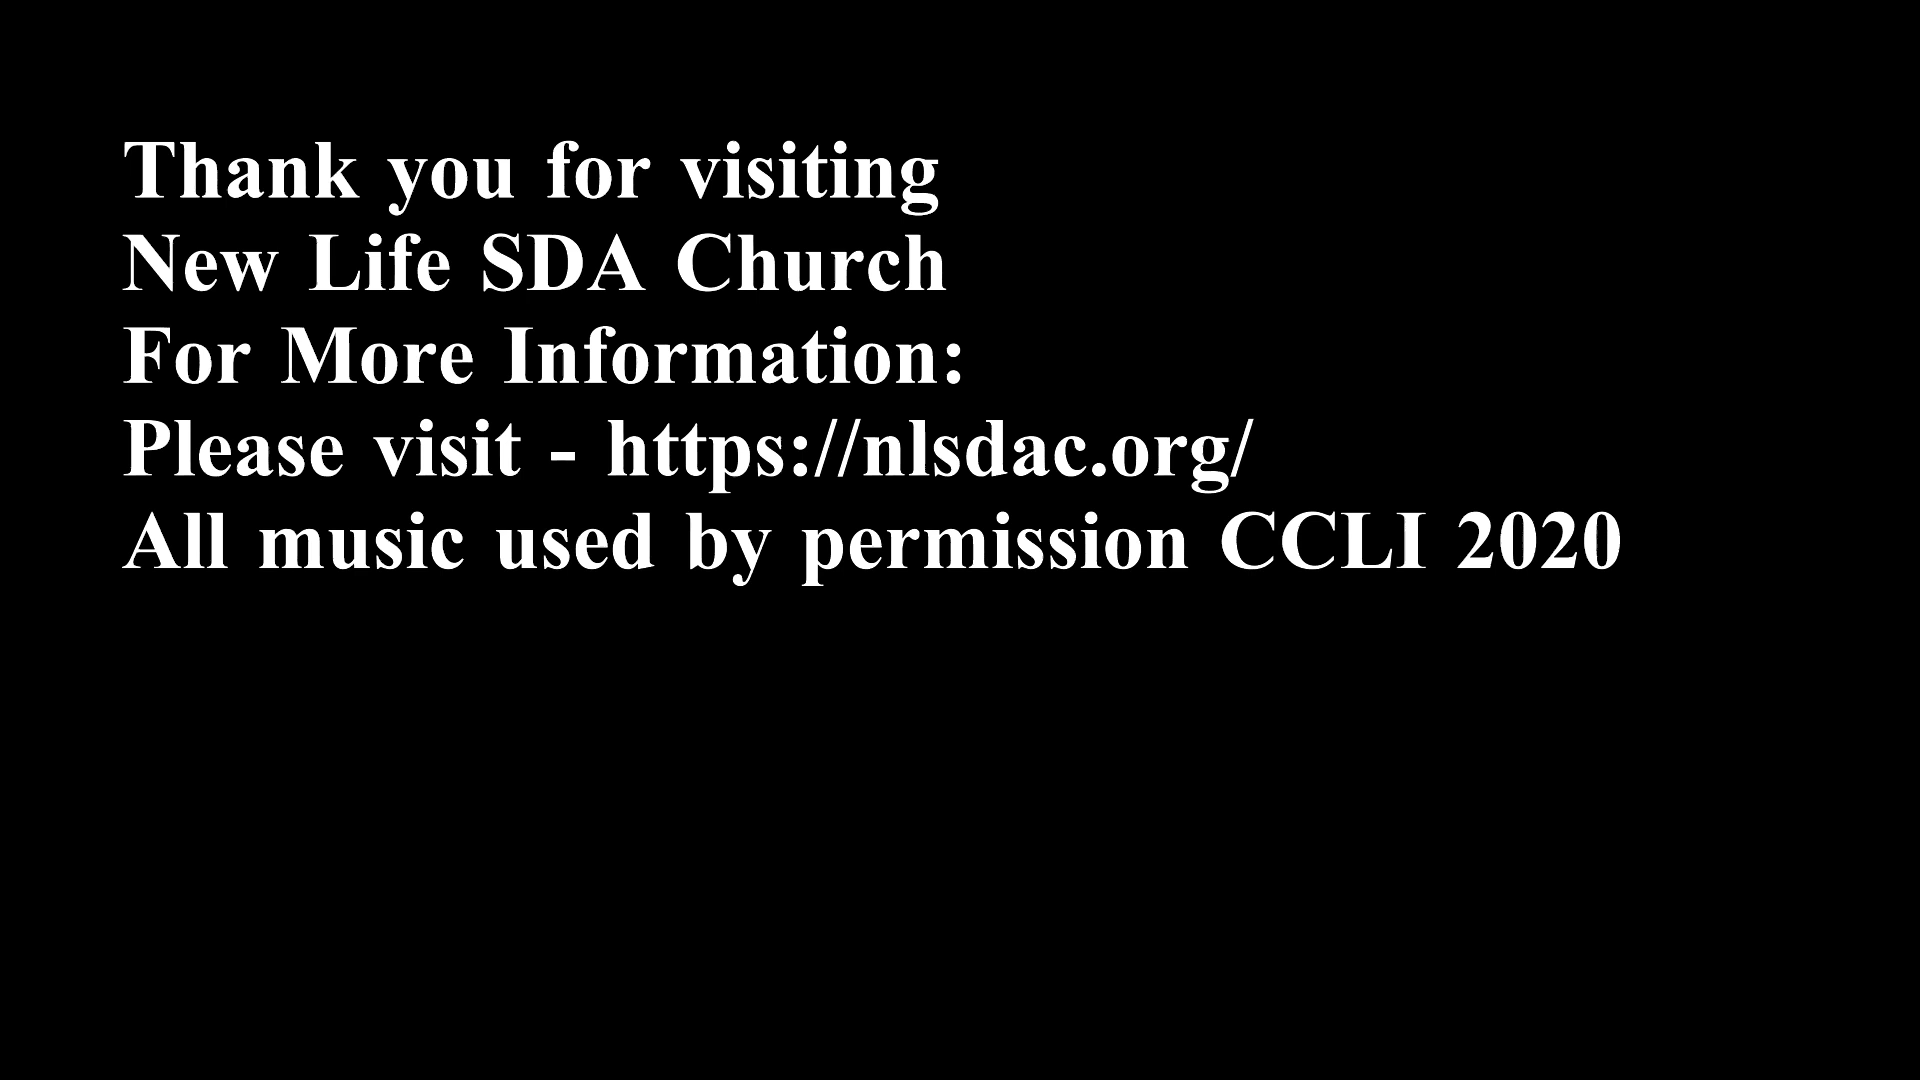 Thank you for visiting
New Life SDA Church
For More Information:
Please visit - https://nlsdac.org/
All music used by permission CCLI 2020